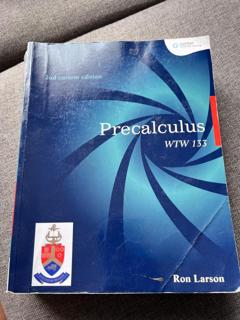 2nd custom edition
Precalculus
WTW 133
Ron Larson